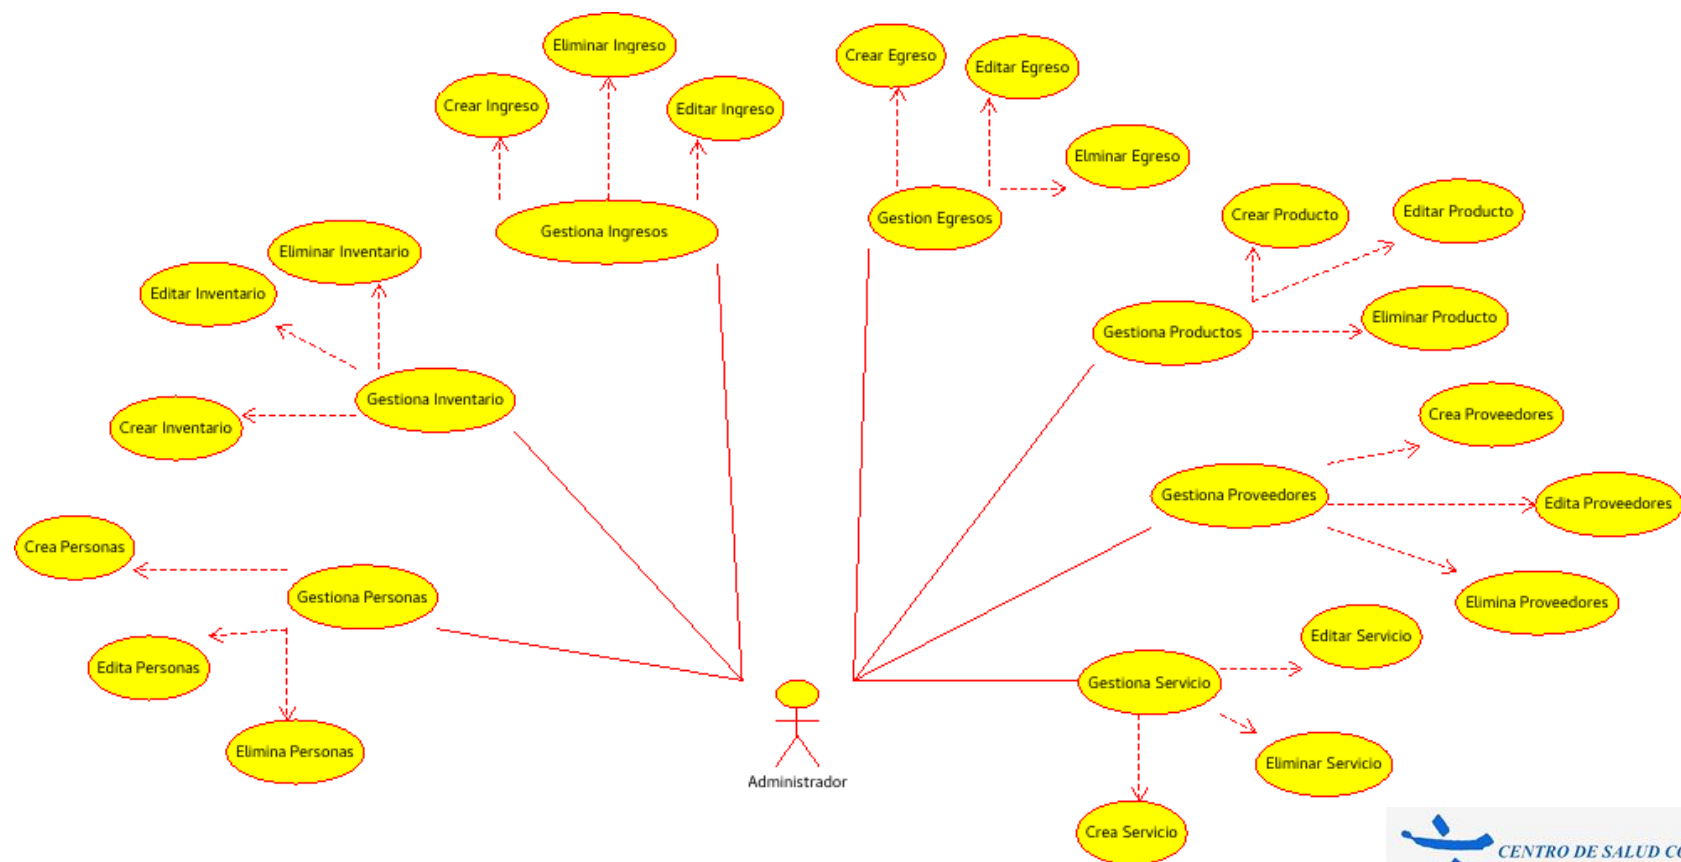 Eliminar Ingreso
Crear Egreso
Editar Egreso
Crear Ingreso
Editar Ingreso
Elminar Egreso
Crear Producto
Editar Producto
Gestiona Ingresos
Gestion Egresos
Eliminar Inventario
Editar Inventario
Eliminar Producto
Gestiona Productos
Gestiona Inventario
Crear Inventario
Crea Proveedores
Gestiona Proveedores
Edita Proveedores
Crea Personas
Gestiona Personas
Elimina Proveedores
Editar Servicio
Edita Personas
Gestiona Servicio
Elimina Personas
Eliminar Servicio
Administrador
Crea Servicio
CENTRO DE SALUD